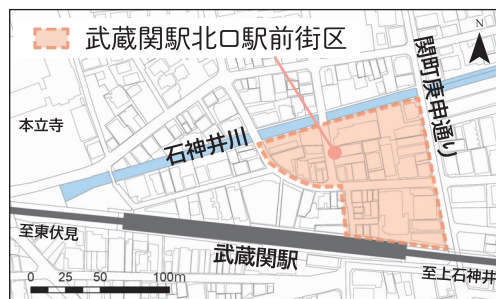 武蔵関駅北口駅前街区
N
関町庚申通り
本立寺
石神井川
至東伏見
武蔵関駅
至上石神井
0 25 50 100m